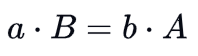 a · B = b · A